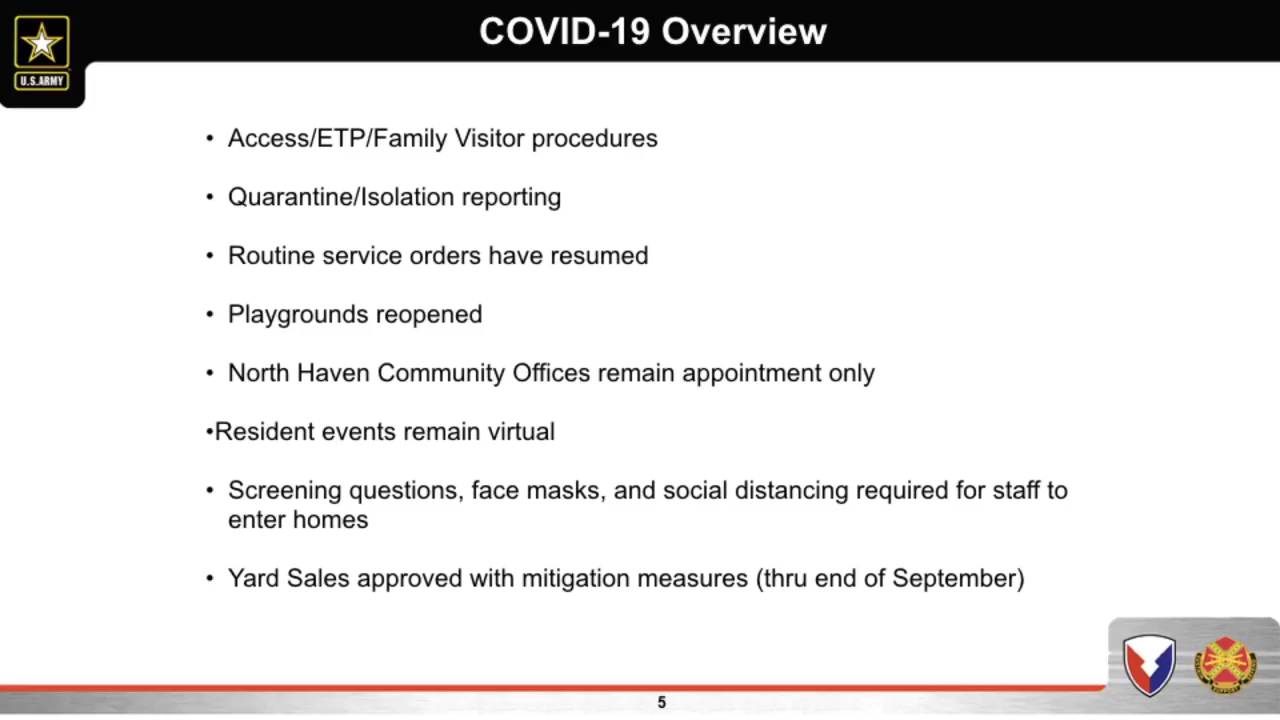 COVID-19 Overview
U.S.ARMY
• Access/ETP/Family Visitor procedures
• Quarantine/Isolation reporting
• Routine service orders have resumed
• Playgrounds reopened
• North Haven Community Offices remain appointment only
•Resident events remain virtual
• Screening questions, face masks, and social distancing required for staff to
enter homes
• Yard Sales approved with mitigation measures (thru end of September)
SUPPORT
5